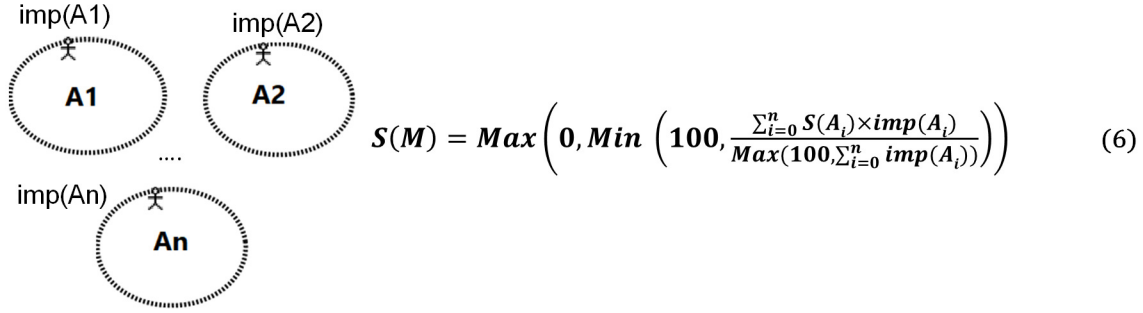 imp(A1)
imp(A2)
A1
A2
....
imp(An)
An
S(M) = Max(0, Min (100, \frac{∑_{i=0}^{n} S(A_i)×imp(A_i)}{Max(100,∑_{i=0}^{n} imp(A_i))})) (6)